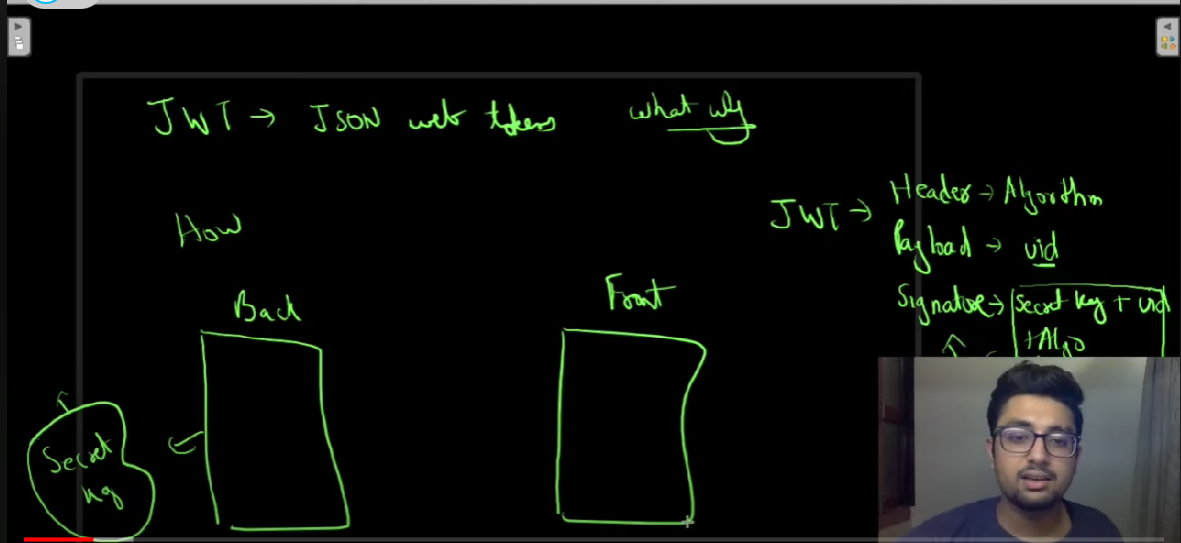 JWT → JSON web tokens what why
How
JWT → Header → Algorithm
Payload → uid
Signature → Secret key + uid
+ Algo
Back
Front
Secret
key